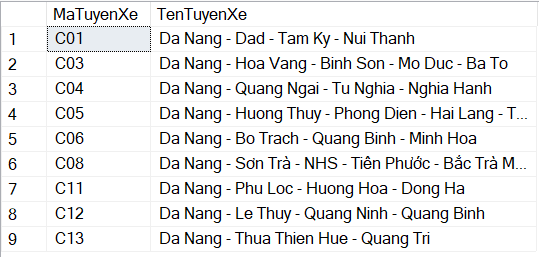 MaTuyenXe TenTuyenXe
1 C01 Da Nang - Dad - Tam Ky - Nui Thanh
2 C03 Da Nang - Hoa Vang - Binh Son - Mo Duc - Ba To
3 C04 Da Nang - Quang Ngai - Tu Nghia - Nghia Hanh
4 C05 Da Nang - Huong Thuy - Phong Dien - Hai Lang - T...
5 C06 Da Nang - Bo Trach - Quang Binh - Minh Hoa
6 C08 Da Nang - Sơn Trà - NHS - Tiên Phước - Bắc Trà M...
7 C11 Da Nang - Phu Loc - Huong Hoa - Dong Ha
8 C12 Da Nang - Le Thuy - Quang Ninh - Quang Binh
9 C13 Da Nang - Thua Thien Hue - Quang Tri